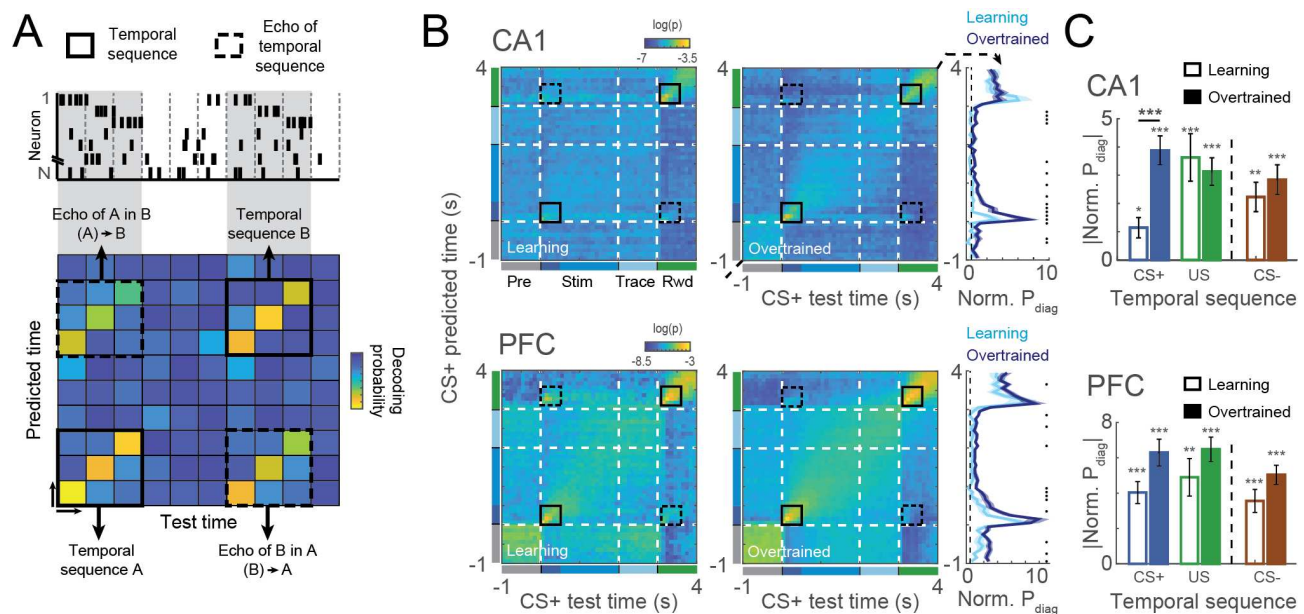 A
Temporal
sequence
Echo of
temporal
sequence
Neuron
1
N
Echo of A in B
(A)→ B
Temporal
sequence B
Predicted time
Decoding
probability
Test time
Temporal
sequence A
Echo of B in A
(B)→ A
B
CA1
log(p)
-7 -3.5
Learning
Overtrained
4
-1
CS+ predicted time (s)
Learning
Overtrained
Pre Stim Trace Rwd
-1 4
-1 4
CS+ test time (s)
0 10
Norm. P_diag
PFC
log(p)
-8.5 -3
Learning
Overtrained
4
-1
4
-1
Learning
Overtrained
-1 4
CS+ test time (s)
-1 4
CS+ test time (s)
0 10
Norm. P_diag
C
CA1
Learning
Overtrained
|Norm. P_diag|
5
0
*
***
***
***
***
**
***
CS+ US CS-
Temporal sequence
PFC
Learning
Overtrained
|Norm. P_diag|
8
0
***
***
**
***
***
***
CS+ US CS-
Temporal sequence